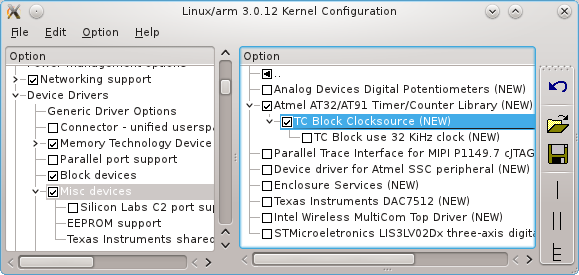 Linux/arm 3.0.12 Kernel Configuration
File Edit Option Help
Option
Networking support
Device Drivers
Generic Driver Options
Connector - unified userspa
Memory Technology Device
Parallel port support
Block devices
Misc devices
Silicon Labs C2 port sup
EEPROM support
Texas Instruments shared
Option
..
Analog Devices Digital Potentiometers (NEW)
Atmel AT32/AT91 Timer/Counter Library (NEW)
TC Block Clocksource (NEW)
TC Block use 32 KiHz clock (NEW)
Parallel Trace Interface for MIPI P1149.7 cJTAG
Device driver for Atmel SSC peripheral (NEW)
Enclosure Services (NEW)
Texas Instruments DAC7512 (NEW)
Intel Wireless MultiCom Top Driver (NEW)
STMicroeletronics LIS3LV02Dx three-axis digita